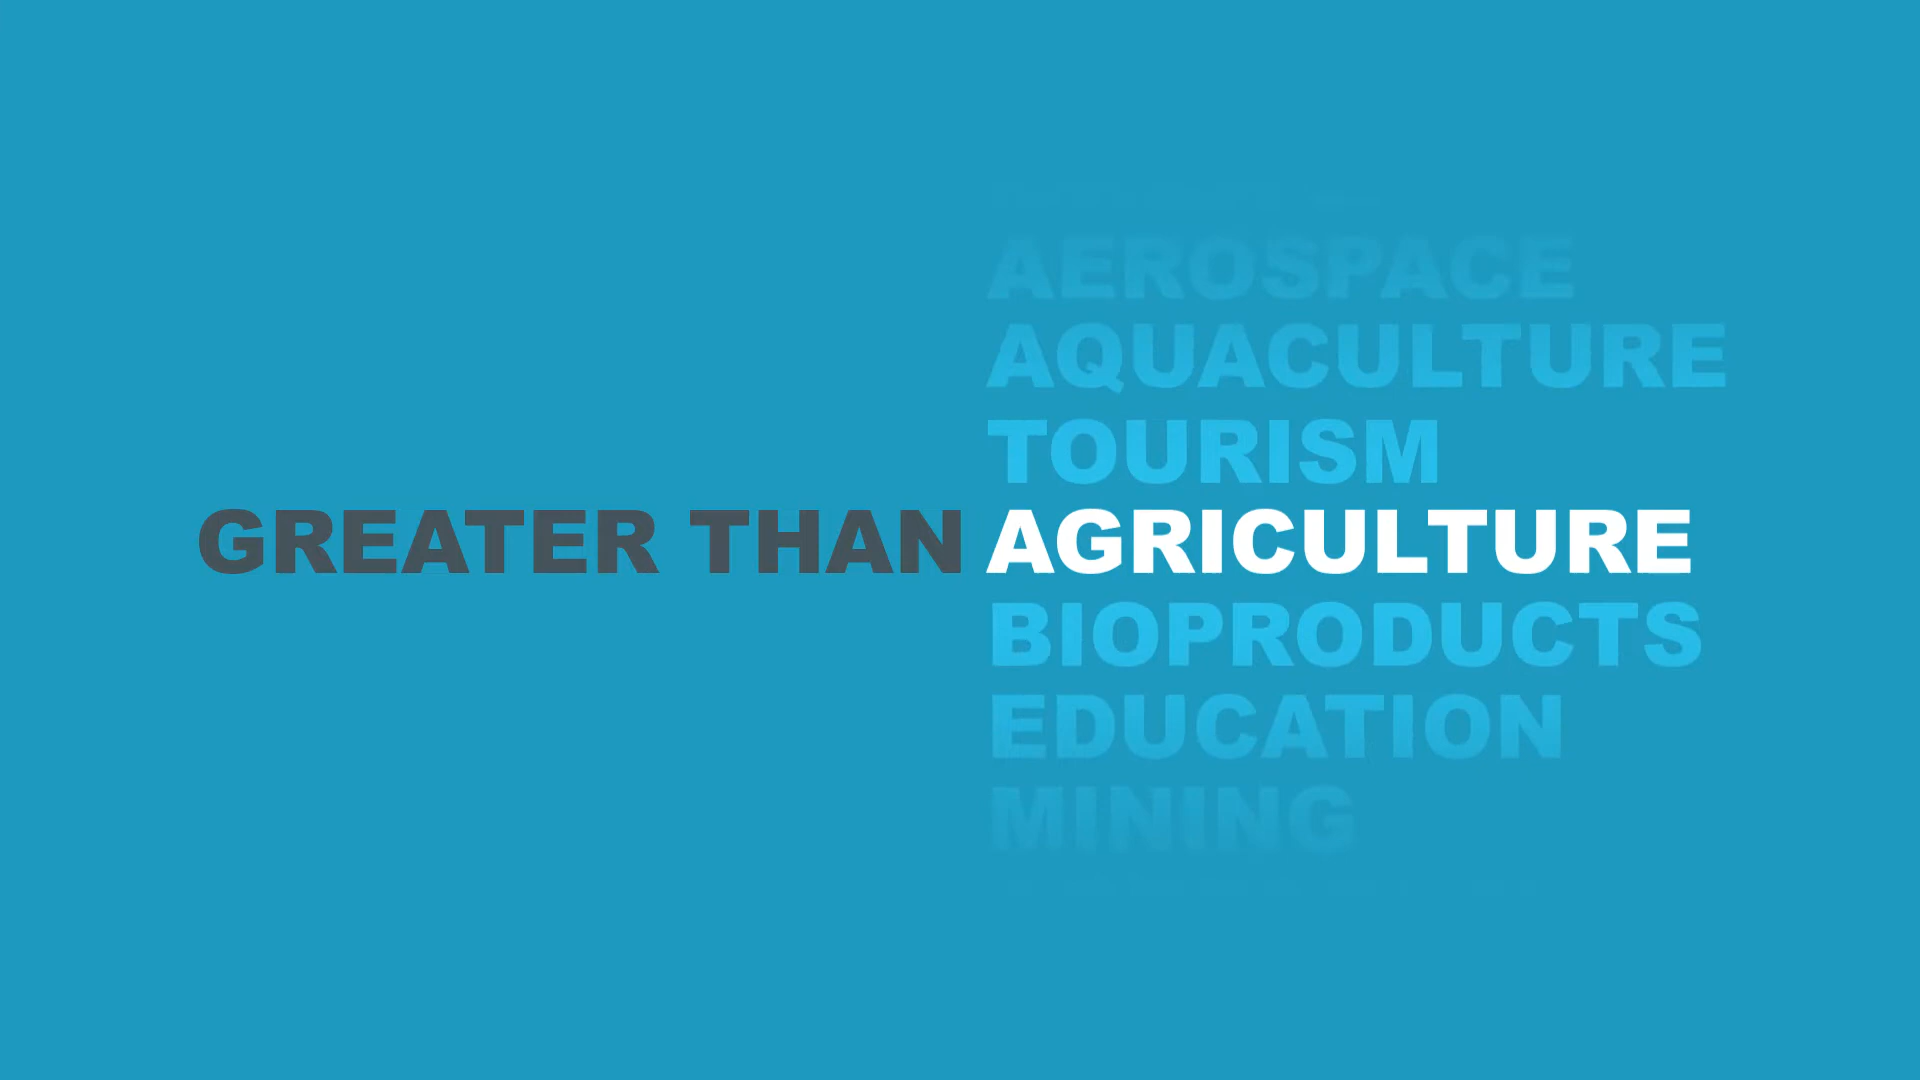 AEROSPACE
AQUACULTURE
TOURISM
GREATER THAN AGRICULTURE
BIOPRODUCTS
EDUCATION
MINING